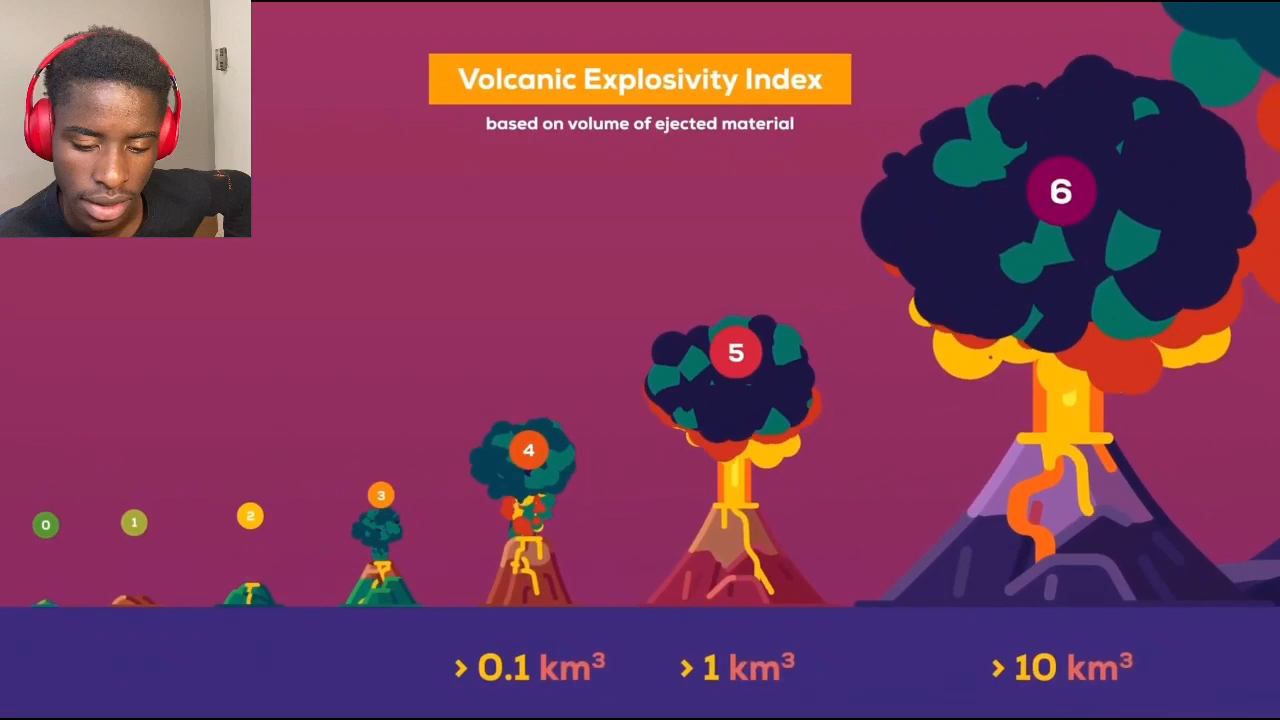 Volcanic Explosivity Index
based on volume of ejected material
6
5
4
3
2
1
0
> 0.1 km³
> 1 km³
> 10 km³